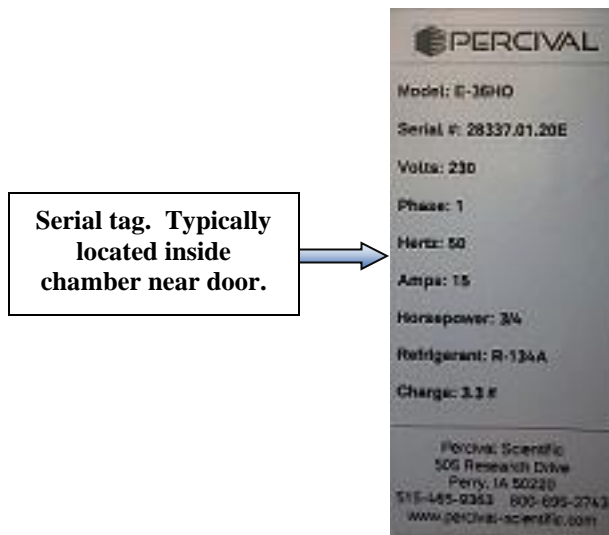 Serial tag. Typically
located inside
chamber near door.
PERCIVAL
Model: E-36HO
Serial #: 28337.01.20E
Volts: 230
Phase: 1
Hertz: 50
Amps: 15
Horsepower: 3/4
Refrigerant: R-134A
Charge: 3.3 #
Percival Scientific
505 Research Drive
Perry, IA 50220
515-465-9363 800-695-2743
www.percival-scientific.com